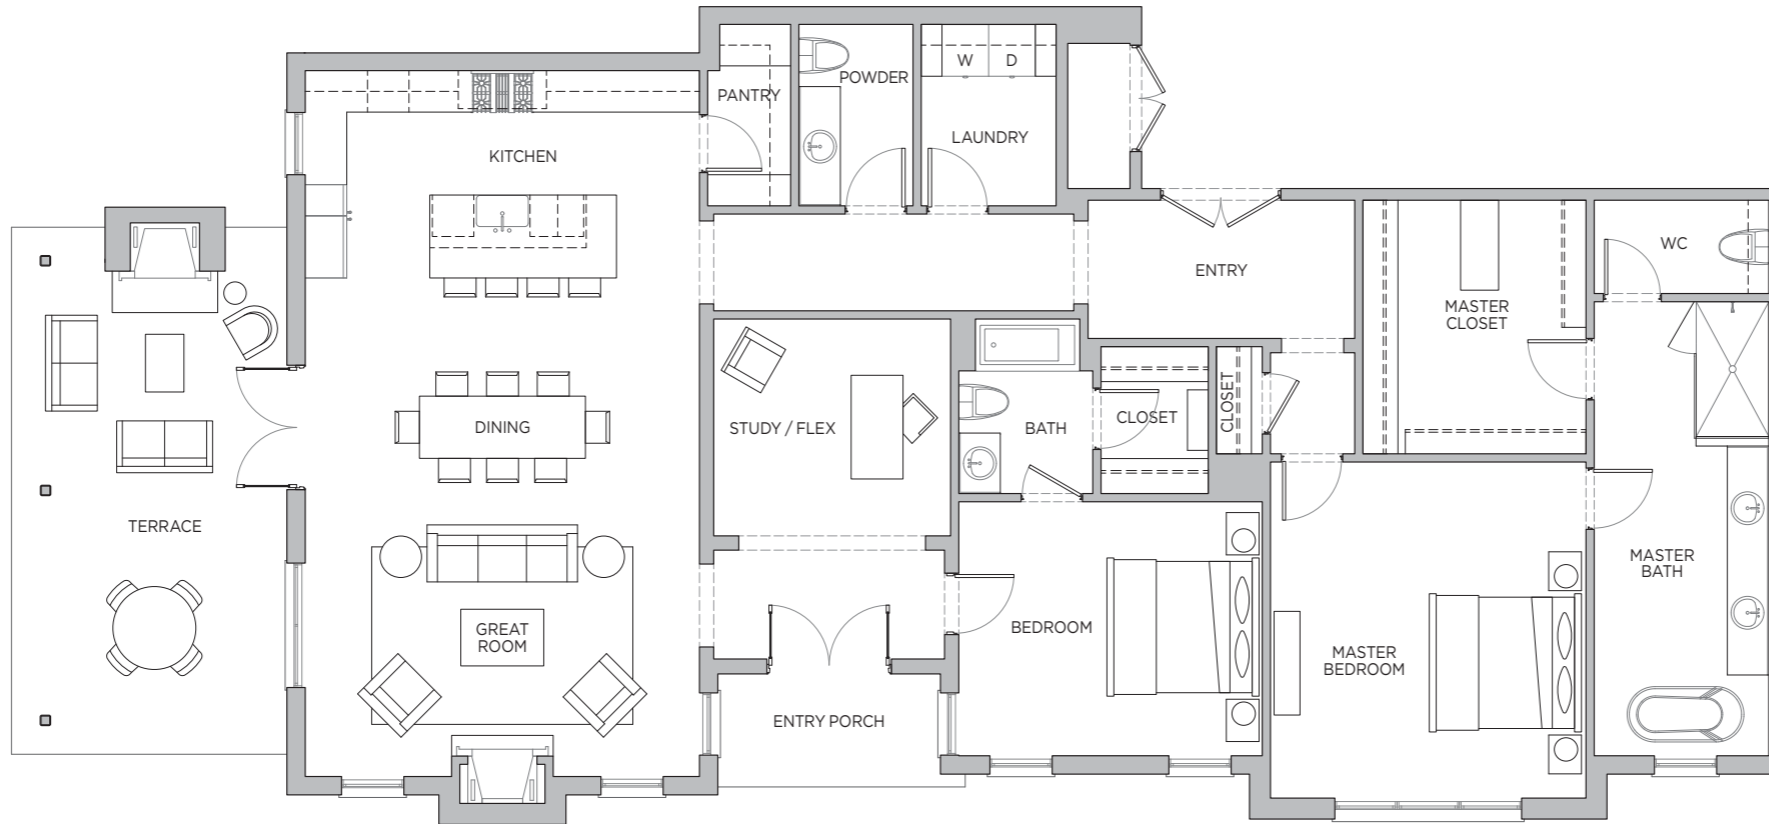 W
D
POWDER
PANTRY
LAUNDRY
KITCHEN
WC
ENTRY
MASTER
CLOSET
CLOSET
CLOSET
DINING
STUDY / FLEX
BATH
TERRACE
MASTER
BATH
GREAT
ROOM
BEDROOM
MASTER
BEDROOM
ENTRY PORCH